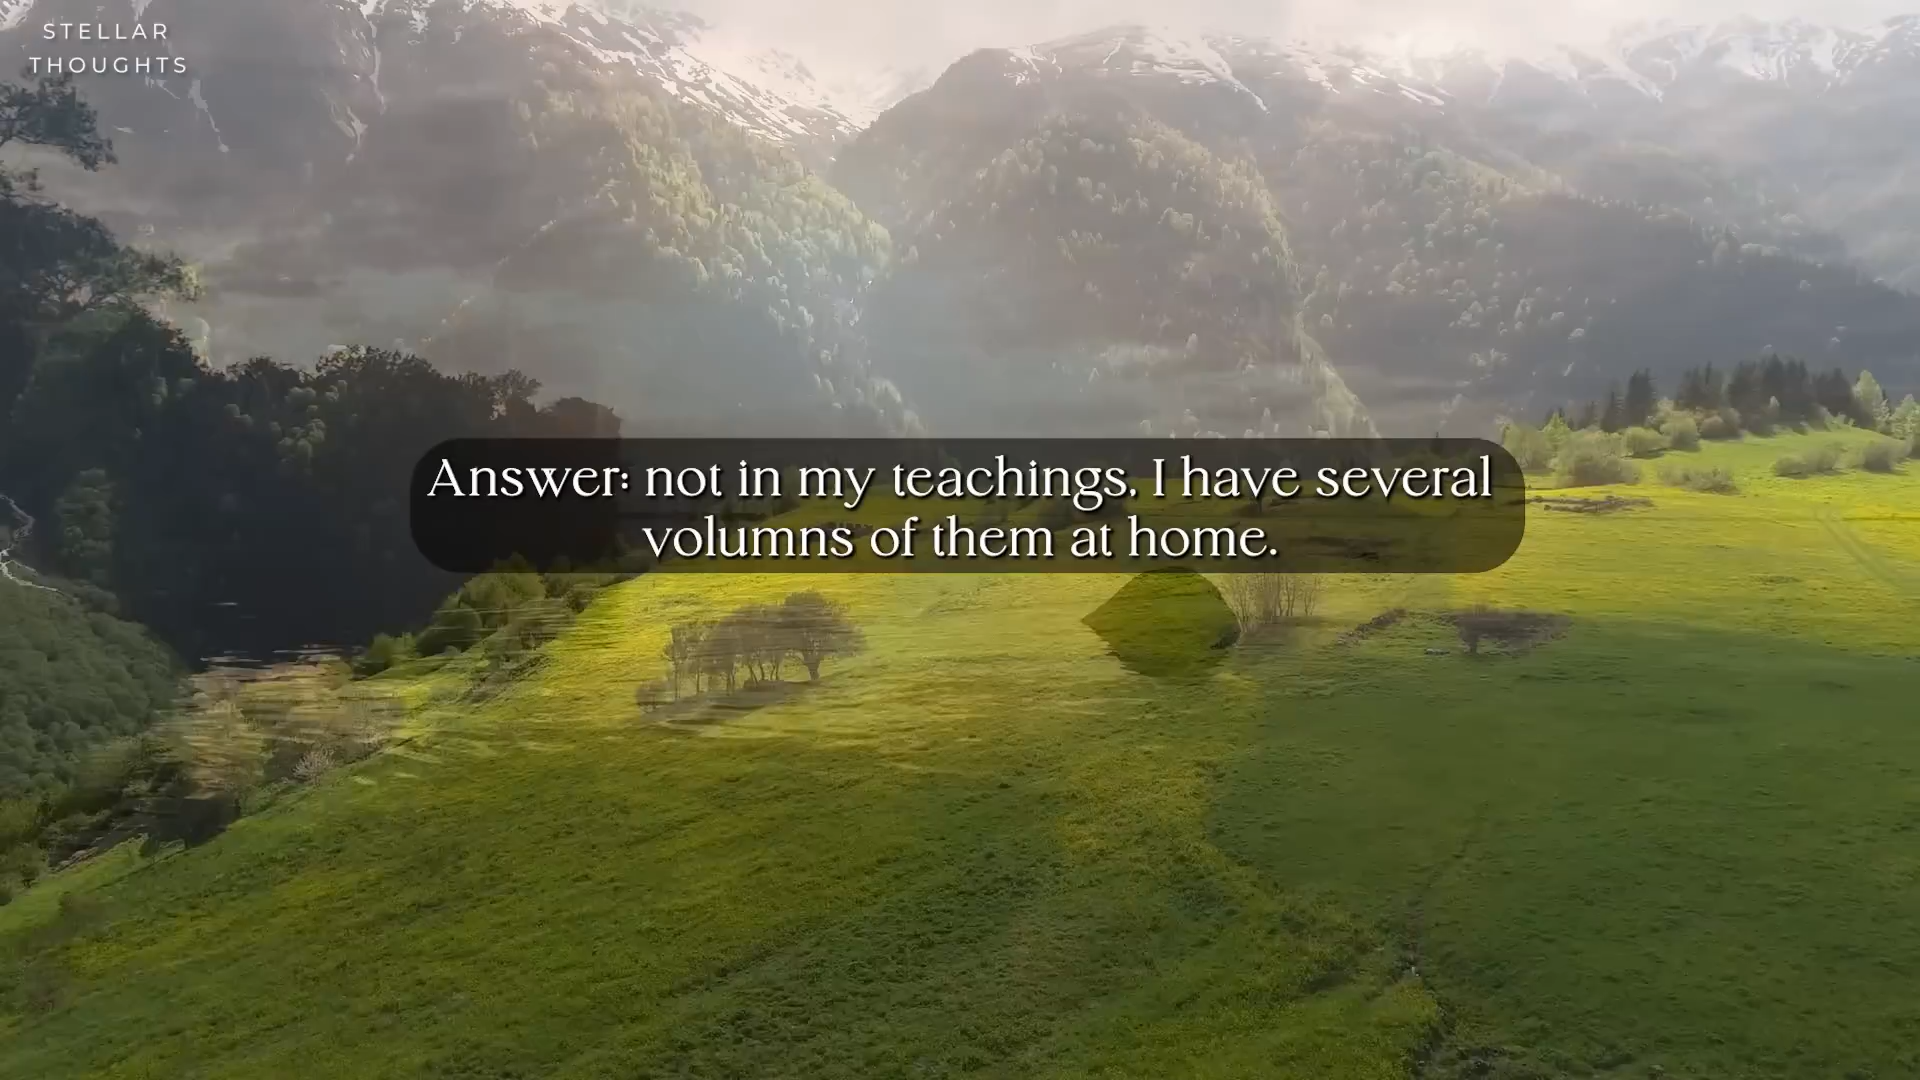 STELLAR
THOUGHTS
Answer: not in my teachings. I have several
volumns of them at home.